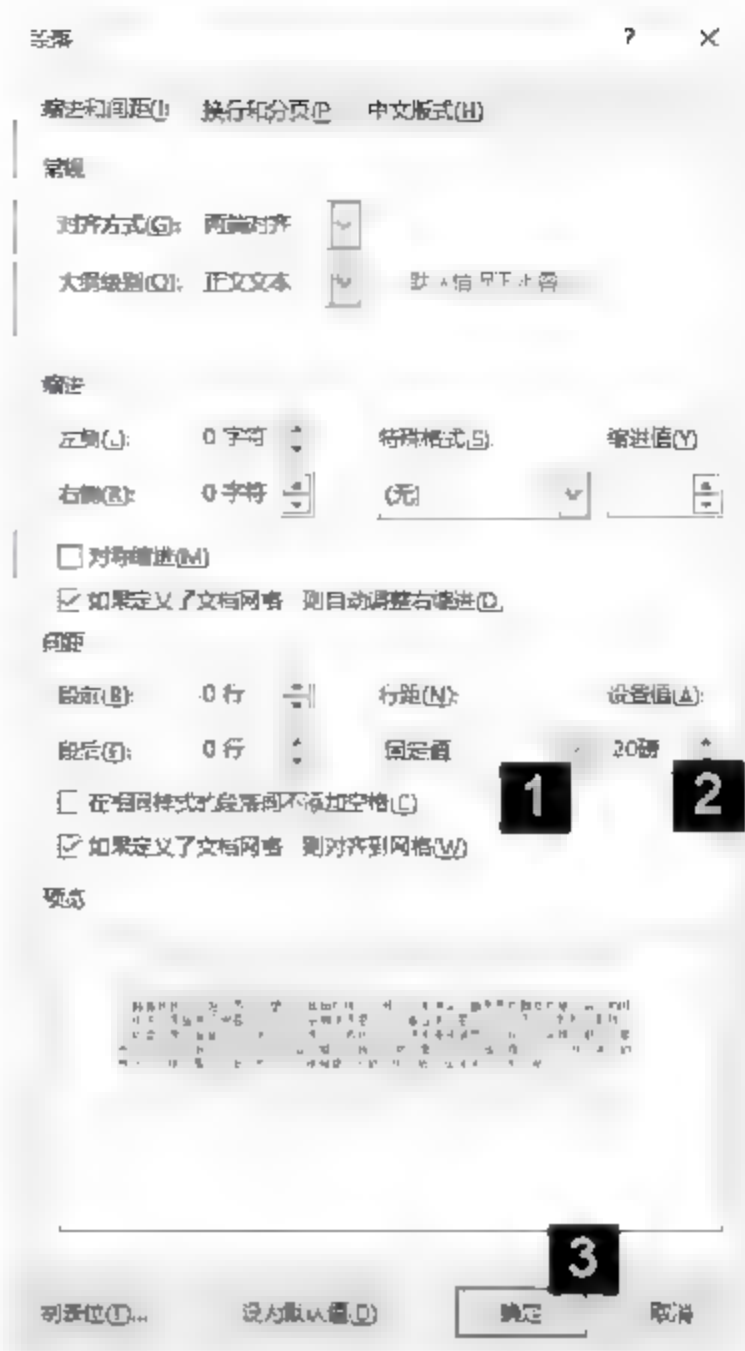 段落 ? ×
缩进和间距(I) 换行和分页(P) 中文版式(H)
常规
对齐方式(G): 两端对齐
大纲级别(O): 正文文本 默认情况下折叠
缩进
左侧(L): 0 字符 特殊格式(S): 缩进值(Y):
右侧(R): 0 字符 (无)
对称缩进(M)
如果定义了文档网格 则自动调整右缩进(D)
间距
段前(B): 0 行 行距(N): 设置值(A):
段后(F): 0 行 固定值 20磅
1 2
在相同样式的段落间不添加空格(C)
如果定义了文档网格 则对齐到网格(W)
预览
3
制表位(T)... 设为默认值(D) 确定 取消